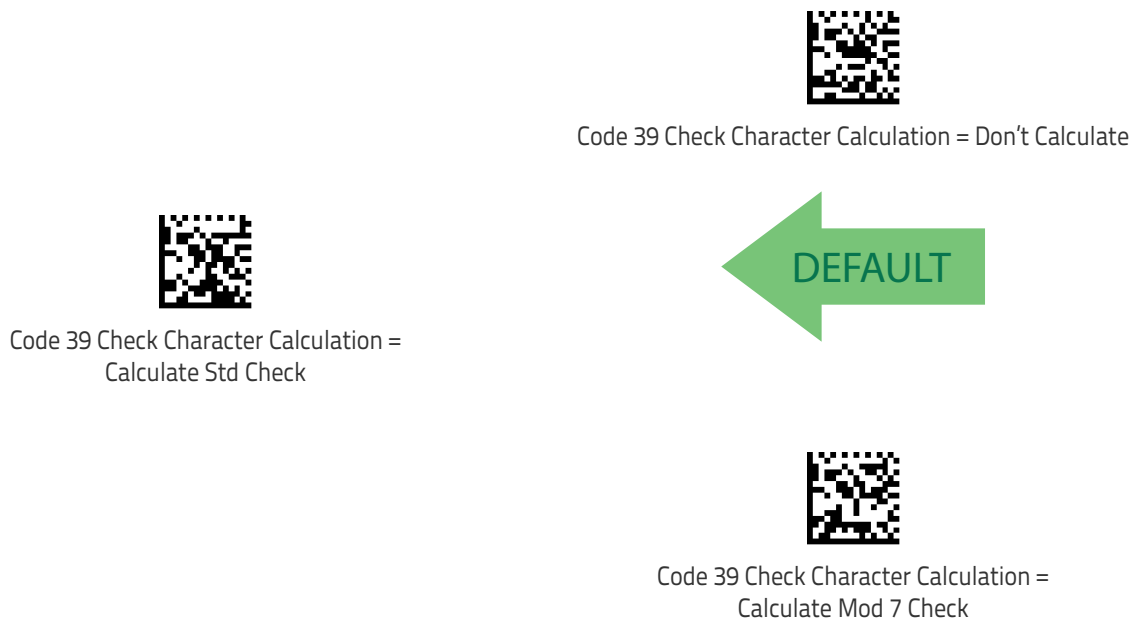 Code 39 Check Character Calculation = Don't Calculate
DEFAULT
Code 39 Check Character Calculation =
Calculate Std Check
Code 39 Check Character Calculation =
Calculate Mod 7 Check